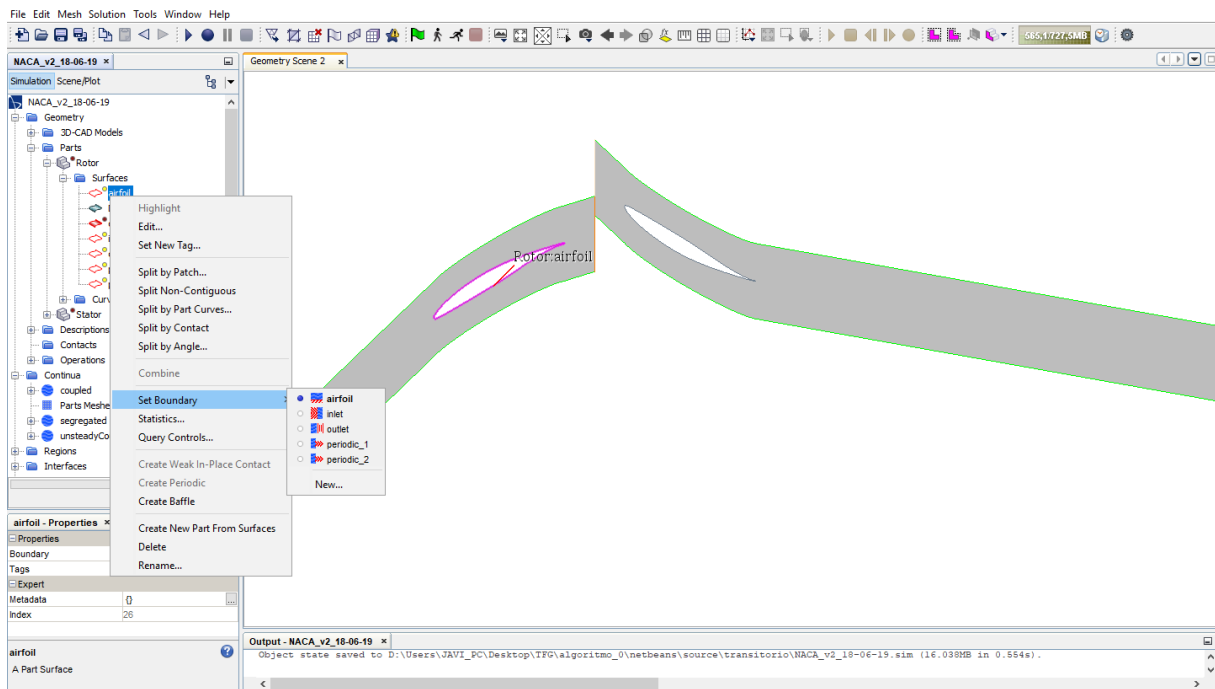 File Edit Mesh Solution Tools Window Help
585,1/727,5MB
NACA_v2_18-06-19 ×
Geometry Scene 2 ×
Simulation Scene/Plot
NACA_v2_18-06-19
Geometry
3D-CAD Models
Parts
Rotor
Surfaces
airfoil
Stator
Descriptions
Contacts
Operations
Continua
coupled
Parts Meshe
segregated
unsteadyCo
Regions
Interfaces
Highlight
Edit...
Set New Tag...
Split by Patch...
Split Non-Contiguous
Split by Part Curves...
Split by Contact
Split by Angle...
Combine
Set Boundary
Statistics...
Query Controls...
Create Weak In-Place Contact
Create Periodic
Create Baffle
Create New Part From Surfaces
Delete
Rename...
airfoil
inlet
outlet
periodic_1
periodic_2
New...
Rotor:airfoil
airfoil - Properties ×
Properties
Boundary
Tags
Expert
Metadata {}
Index 26
airfoil
A Part Surface
Output - NACA_v2_18-06-19 ×
Object state saved to D:\Users\JAVI_PC\Desktop\TFG\algoritmo_0\netbeans\source\transitorio\NACA_v2_18-06-19.sim (16.038MB in 0.554s).